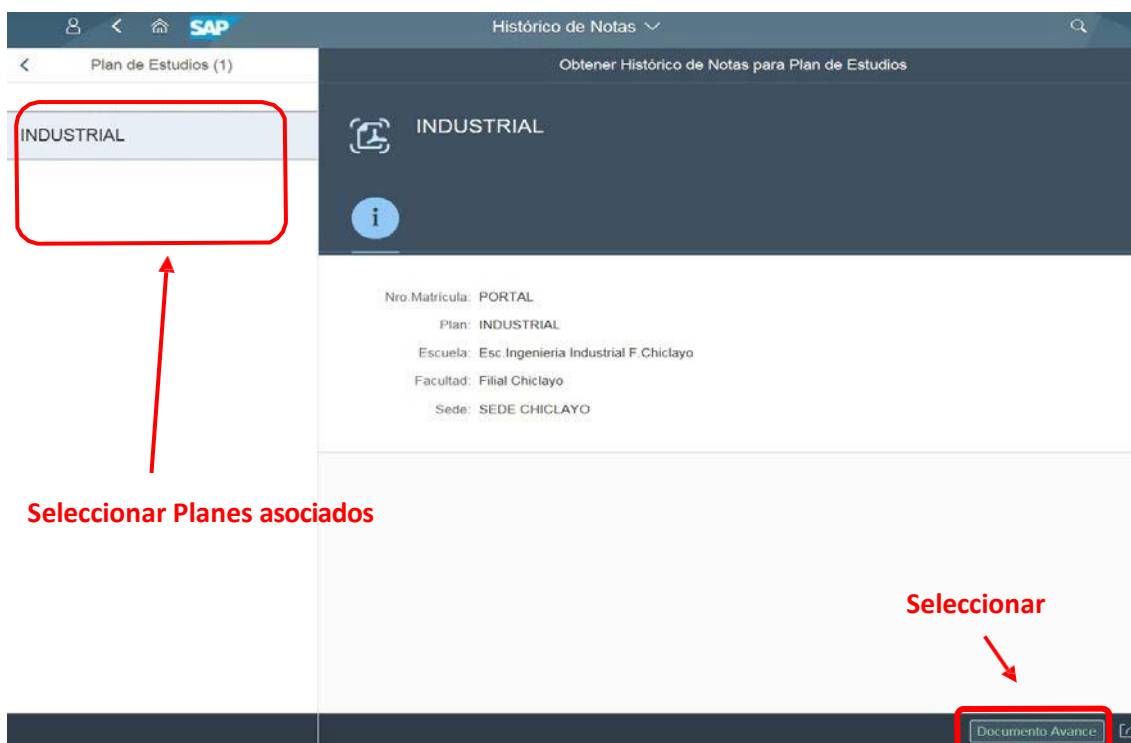 SAP
Histórico de Notas
Plan de Estudios (1)
Obtener Histórico de Notas para Plan de Estudios
INDUSTRIAL
INDUSTRIAL
i
Nro.Matrícula: PORTAL
Plan: INDUSTRIAL
Escuela: Esc.Ingenieria Industrial F.Chiclayo
Facultad: Filial Chiclayo
Sede: SEDE CHICLAYO
Seleccionar Planes asociados
Seleccionar
Documento Avance